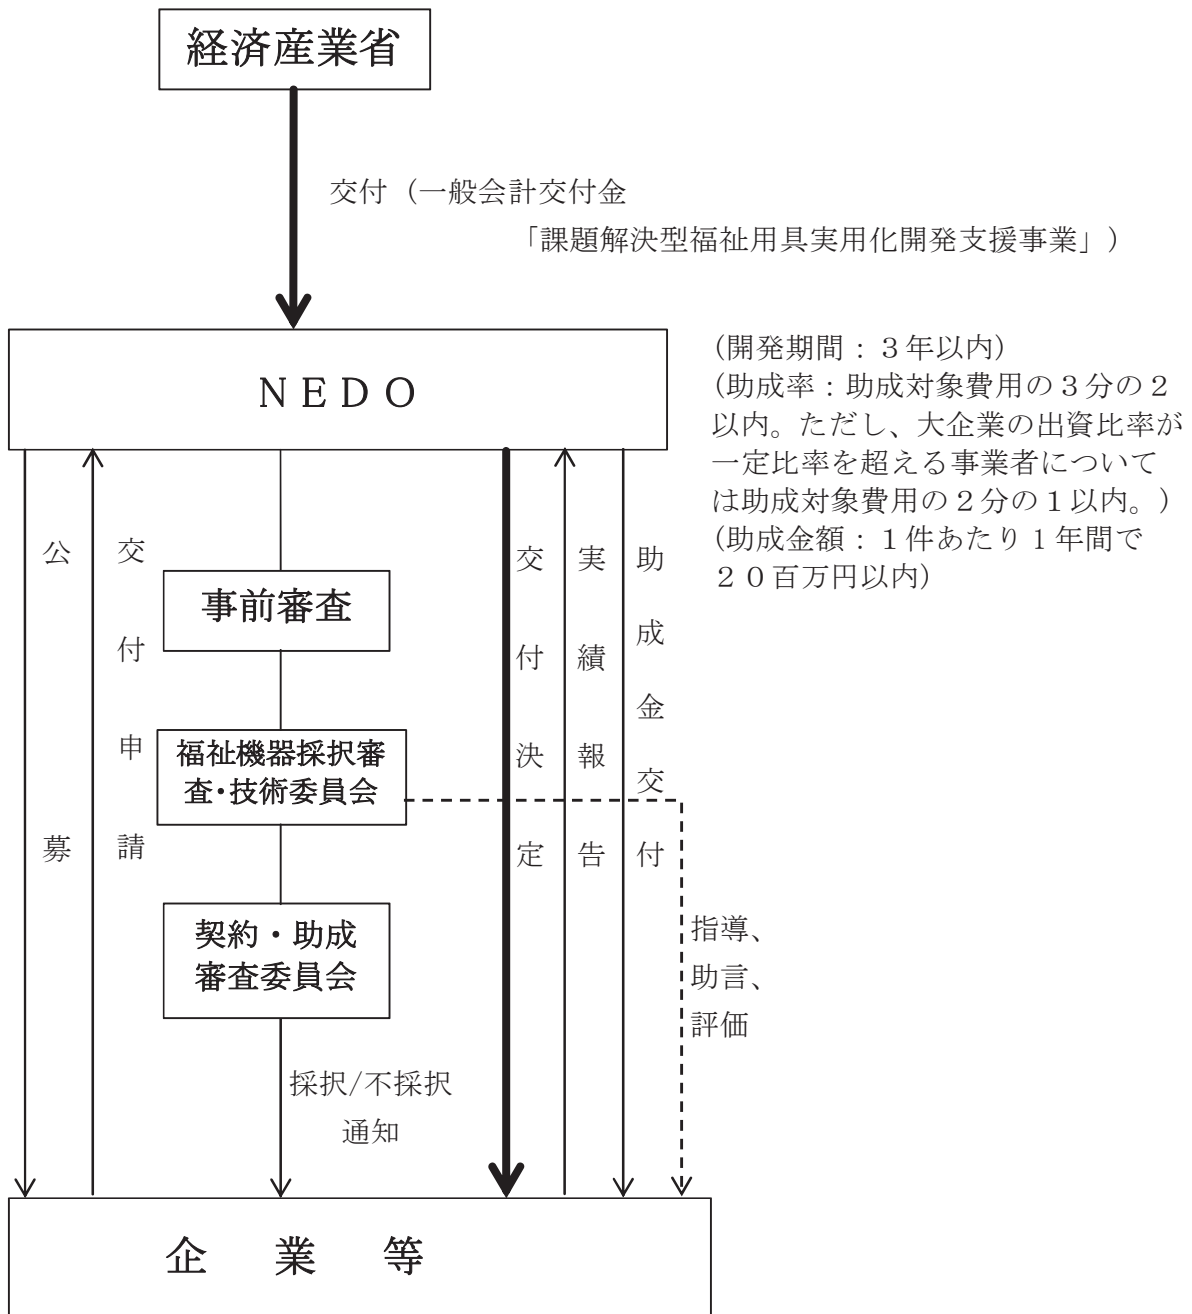 経済産業省
交付（一般会計交付金
「課題解決型福祉用具実用化開発支援事業」）
ＮＥＤＯ
(開発期間：３年以内)
(助成率：助成対象費用の３分の２
以内。ただし、大企業の出資比率が
一定比率を超える事業者について
は助成対象費用の２分の１以内。)
(助成金額：１件あたり１年間で
２０百万円以内)
公募
交付申請
事前審査
福祉機器採択審
査・技術委員会
契約・助成
審査委員会
採択/不採択
通知
交付決定
実績報告
助成金交付
指導、
助言、
評価
企業等